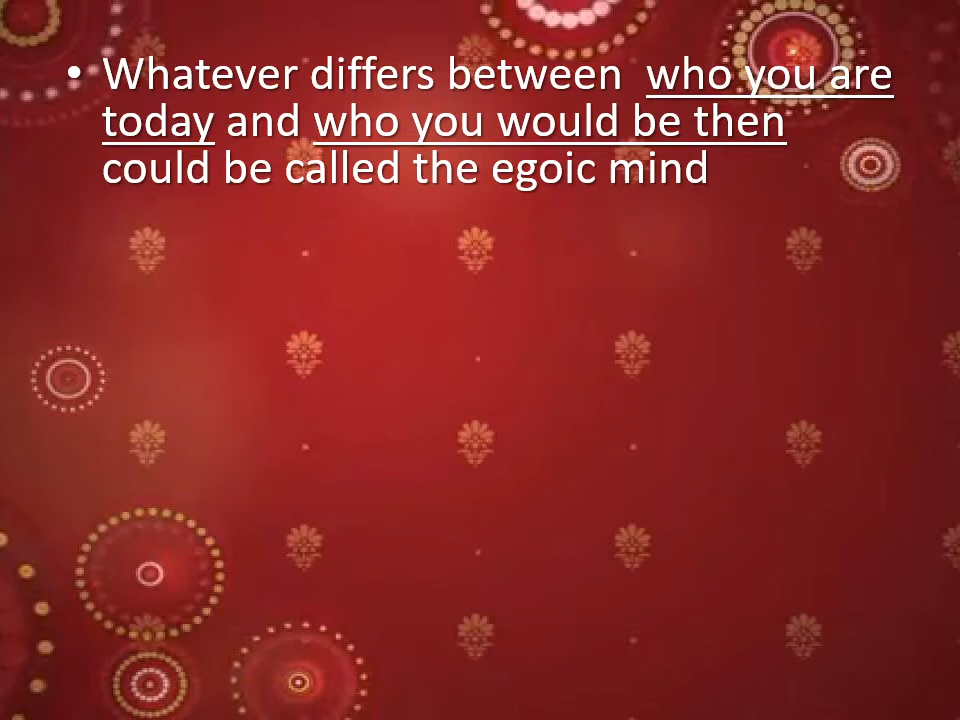 • Whatever differs between  who you are
today and who you would be then
could be called the egoic mind